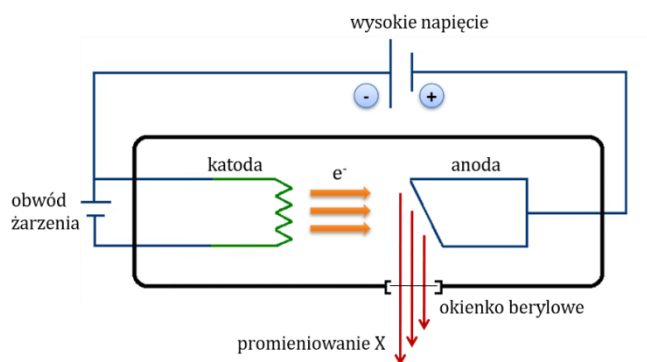 wysokie napięcie
- +
katoda
e-
anoda
obwód
żarzenia
okienko berylowe
promieniowanie X